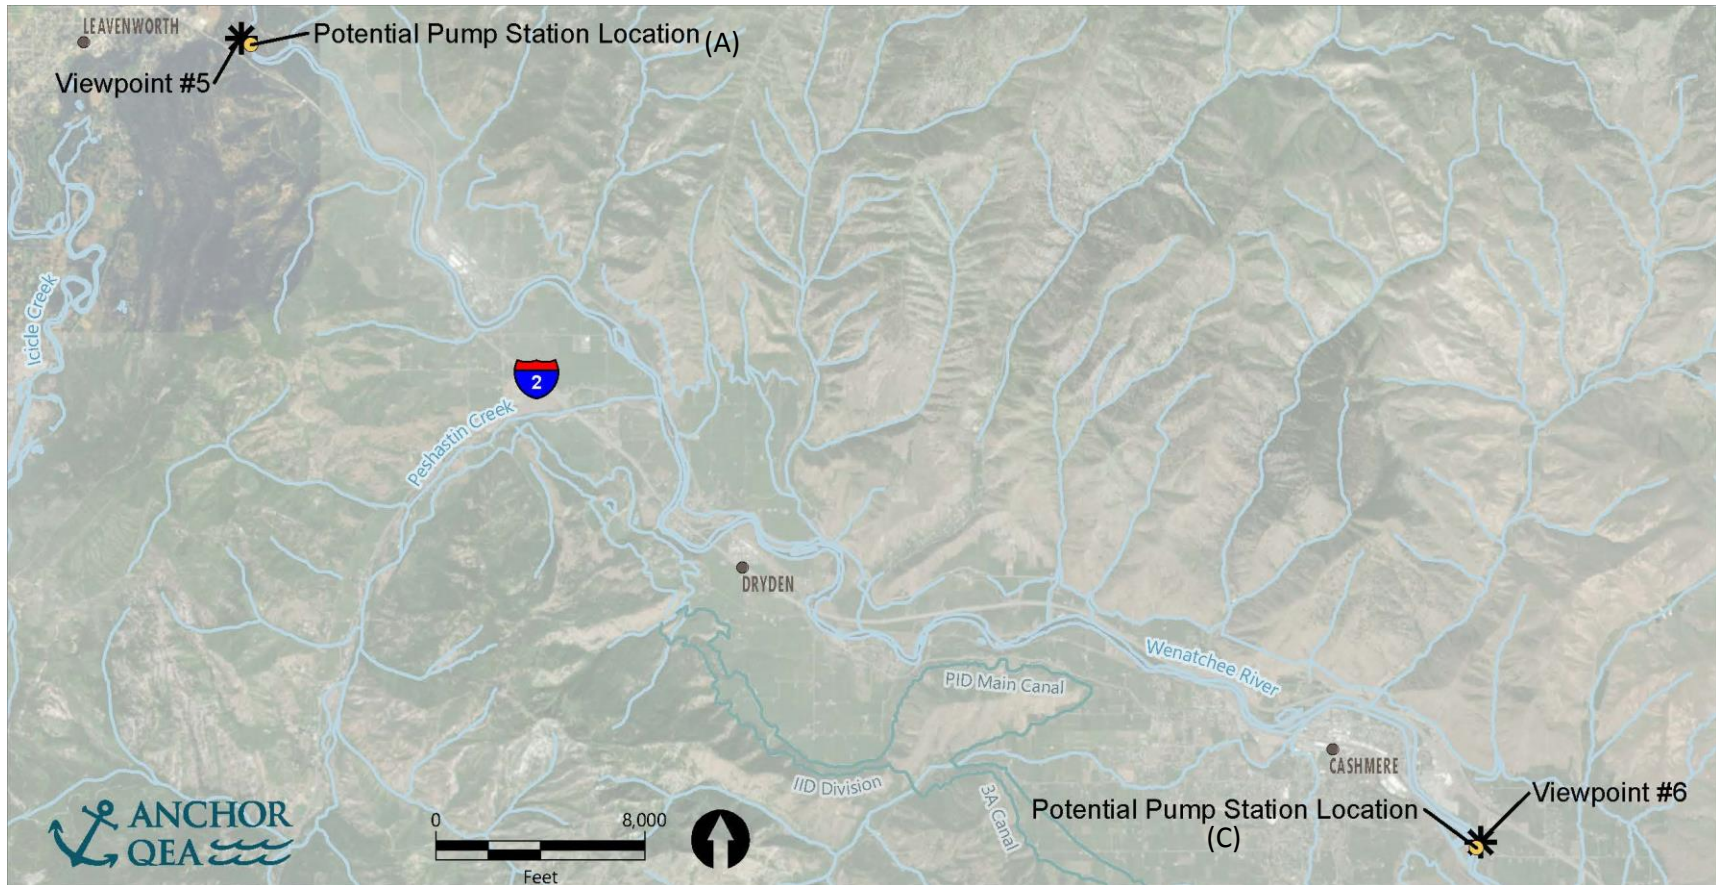 LEAVENWORTH
Potential Pump Station Location (A)
Viewpoint #5
Icicle Creek
2
Peshastin Creek
DRYDEN
Wenatchee River
PID Main Canal
IID Division
3A Canal
CASHMERE
Viewpoint #6
Potential Pump Station Location
(C)
ANCHOR
QEA
0 8,000
Feet